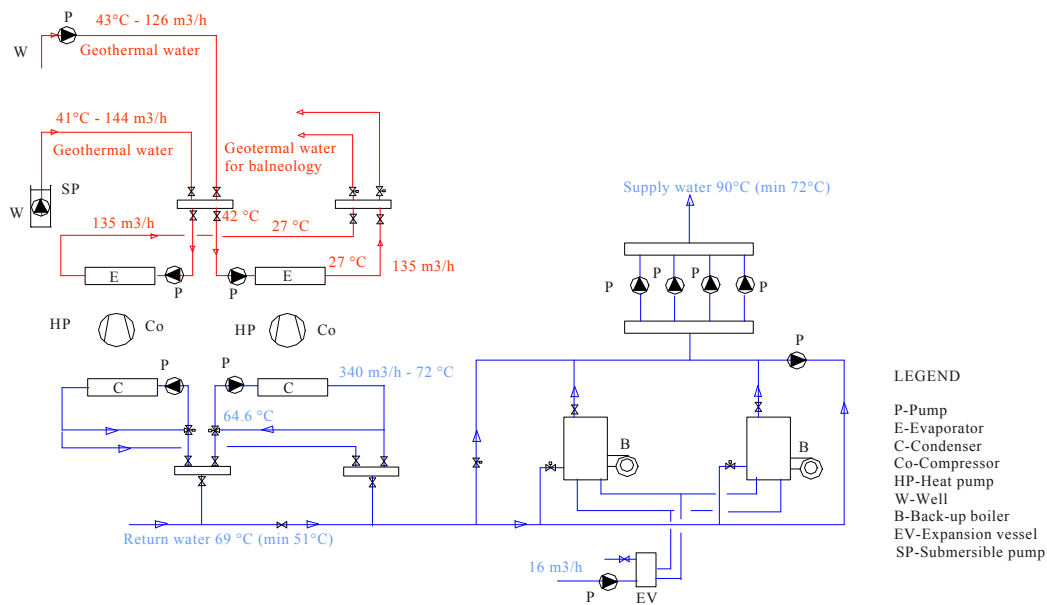 P
43°C - 126 m3/h
W
Geothermal water
41°C - 144 m3/h
Geothermal water
Geotermal water
for balneology
SP
W
Supply water 90°C (min 72°C)
135 m3/h
42 °C
27 °C
27 °C
135 m3/h
E
P
P
E
P
P
P
P
HP
Co
HP
Co
P
P
P
C
C
340 m3/h - 72 °C
64.6 °C
B
B
Return water 69 °C (min 51°C)
16 m3/h
P
EV
LEGEND
P-Pump
E-Evaporator
C-Condenser
Co-Compressor
HP-Heat pump
W-Well
B-Back-up boiler
EV-Expansion vessel
SP-Submersible pump